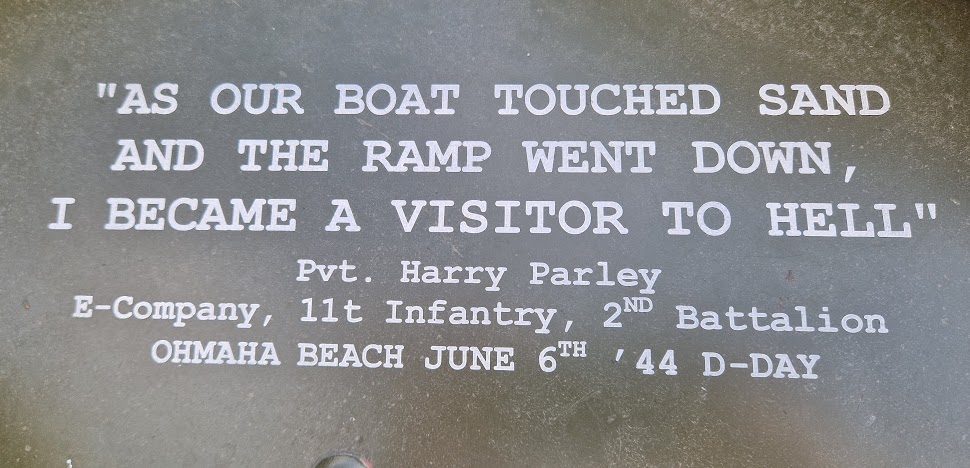 "AS OUR BOAT TOUCHED SAND
AND THE RAMP WENT DOWN,
I BECAME A VISITOR TO HELL"
Pvt. Harry Parley
E-Company, 11t Infantry, 2ND Battalion
OHMAHA BEACH JUNE 6TH '44 D-DAY